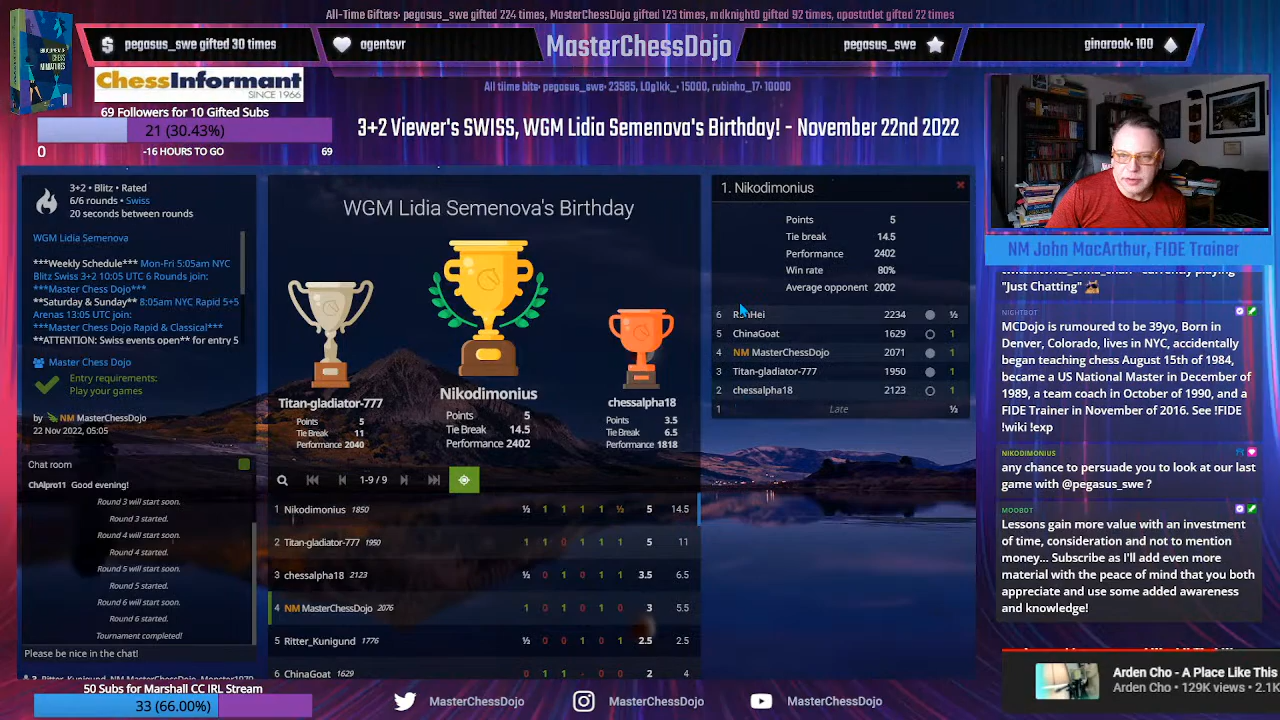 All-Time Gifters· pegasus_swe gifted 224 times, MasterChessDojo gifted 123 times, mdknight0 gifted 92 times, apostatlet gifted 22 times
pegasus_swe gifted 30 times
agentsvr
MasterChessDojo
pegasus_swe
ginarook· 100
ChessInformant
SINCE 1966
All tiime bits· pegasus_swe· 23585, L0g1kk_· 15000, rubinho_17· 10000
69 Followers for 10 Gifted Subs
21 (30.43%)
0
-16 HOURS TO GO
69
3+2 Viewer's SWISS, WGM Lidia Semenova's Birthday! - November 22nd 2022
3+2 • Blitz • Rated
6/6 rounds • Swiss
20 seconds between rounds
WGM Lidia Semenova
***Weekly Schedule*** Mon-Fri 5:05am NYC
Blitz Swiss 3+2 10:05 UTC 6 Rounds join:
***Master Chess Dojo***
**Saturday & Sunday** 8:05am NYC Rapid 5+5
Arenas 13:05 UTC join:
***Master Chess Dojo Rapid & Classical***
**ATTENTION: Swiss events open** for entry 5
Master Chess Dojo
Entry requirements:
Play your games
by NM MasterChessDojo
22 Nov 2022, 05:05
Chat room
ChAlpro11 Good evening!
Round 3 will start soon.
Round 3 started.
Round 4 will start soon.
Round 4 started.
Round 5 will start soon.
Round 5 started.
Round 6 will start soon.
Round 6 started.
Tournament completed!
Please be nice in the chat!
WGM Lidia Semenova's Birthday
Titan-gladiator-777
Points 5
Tie Break 11
Performance 2040
Nikodimonius
Points 5
Tie Break 14.5
Performance 2402
chessalpha18
Points 3.5
Tie Break 6.5
Performance 1818
1-9 / 9
1 Nikodimonius 1850 ½ 1 1 1 1 ½ 5 14.5
2 Titan-gladiator-777 1950 1 1 0 1 1 1 5 11
3 chessalpha18 2123 ½ 0 1 0 1 1 3.5 6.5
4 NM MasterChessDojo 2076 1 0 1 0 1 0 3 5.5
5 Ritter_Kunigund 1776 ½ 0 0 1 0 1 2.5 2.5
6 ChinaGoat 1629 0 1 1 - 0 0 2 4
1. Nikodimonius
Points 5
Tie break 14.5
Performance 2402
Win rate 80%
Average opponent 2002
6 2234 ½
5 ChinaGoat 1629 1
4 NM MasterChessDojo 2071 1
3 Titan-gladiator-777 1950 1
2 chessalpha18 2123 1
1 Late ½
NM John MacArthur, FIDE Trainer
"Just Chatting"
NIGHTBOT
MCDojo is rumoured to be 39yo, Born in
Denver, Colorado, lives in NYC, accidentally
began teaching chess August 15th of 1984,
became a US National Master in December of
1989, a team coach in October of 1990, and a
FIDE Trainer in November of 2016. See !FIDE
!wiki !exp
NIKODIMONIUS
any chance to persuade you to look at our last
game with @pegasus_swe ?
MOOBOT
Lessons gain more value with an investment
of time, consideration and not to mention
money... Subscribe as I'll add even more
material with the peace of mind that you both
appreciate and use some added awareness
and knowledge!
Arden Cho - A Place Like This
Arden Cho • 129K views • 2.1K
50 Subs for Marshall CC IRL Stream
33 (66.00%)
MasterChessDojo
MasterChessDojo
MasterChessDojo